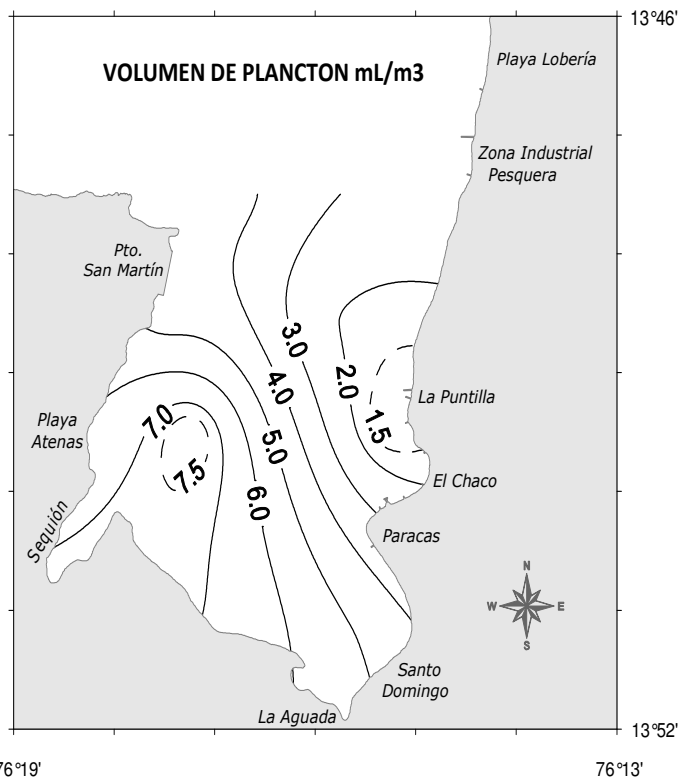 13°46'
Playa Lobería
VOLUMEN DE PLANCTON mL/m3
Zona Industrial
Pesquera
Pto.
San Martín
3.0
4.0
2.0
La Puntilla
1.5
Playa
Atenas
7.0
5.0
7.5
6.0
El Chaco
Sequión
Paracas
N
W
E
S
Santo
Domingo
La Aguada
13°52'
76°19'
76°13'